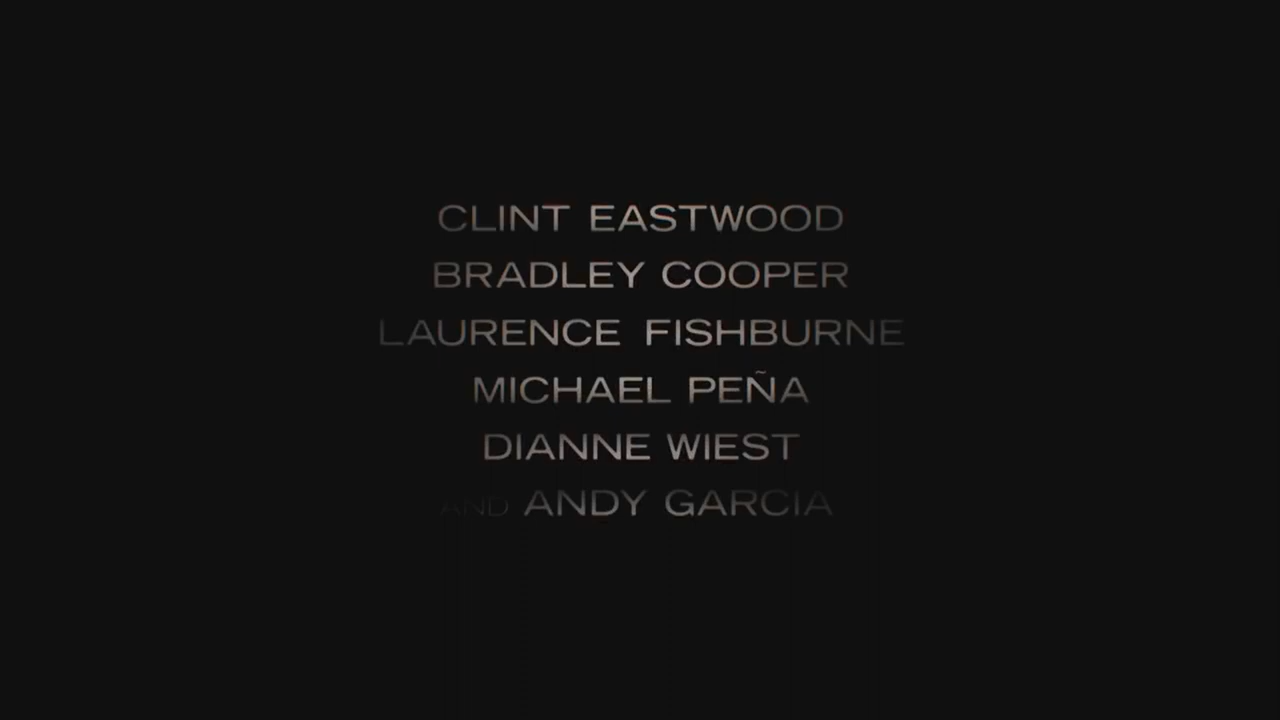 CLINT EASTWOOD
BRADLEY COOPER
LAURENCE FISHBURNE
MICHAEL PEÑA
DIANNE WIEST
AND ANDY GARCIA